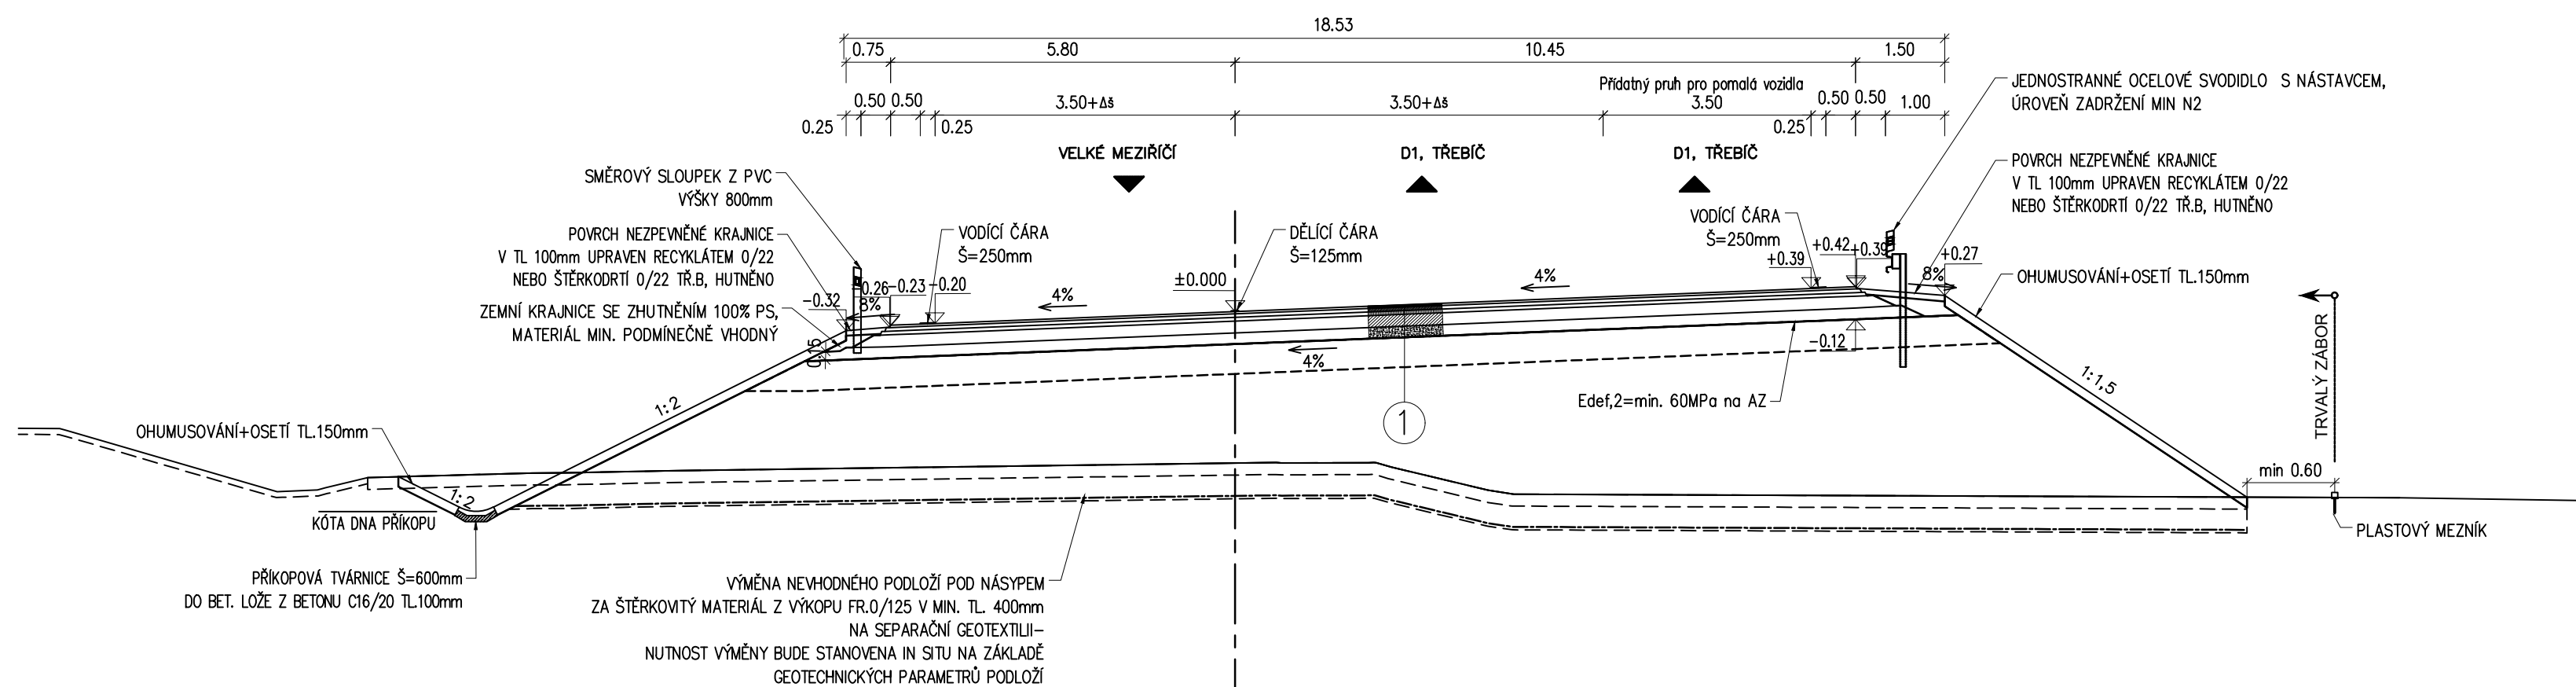 18.53
0.75 5.80 10.45 1.50
Přídatný pruh pro pomalá vozidla
0.50 0.50 3.50+Δš 3.50+Δš 3.50 0.50 0.50 1.00
0.25 0.25 0.25
JEDNOSTRANNÉ OCELOVÉ SVODIDLO S NÁSTAVCEM,
ÚROVEŇ ZADRŽENÍ MIN N2
VELKÉ MEZIŘÍČÍ D1, TŘEBÍČ D1, TŘEBÍČ
SMĚROVÝ SLOUPEK Z PVC
VÝŠKY 800mm
POVRCH NEZPEVNĚNÉ KRAJNICE
V TL 100mm UPRAVEN RECYKLÁTEM 0/22
NEBO ŠTĚRKODRTÍ 0/22 TŘ.B, HUTNĚNO
POVRCH NEZPEVNĚNÉ KRAJNICE
V TL 100mm UPRAVEN RECYKLÁTEM 0/22
NEBO ŠTĚRKODRTÍ 0/22 TŘ.B, HUTNĚNO
ZEMNÍ KRAJNICE SE ZHUTNĚNÍM 100% PS,
MATERIÁL MIN. PODMÍNEČNĚ VHODNÝ
VODÍCÍ ČÁRA
Š=250mm
DĚLÍCÍ ČÁRA
Š=125mm
VODÍCÍ ČÁRA
Š=250mm
-0.32 -0.26 -0.23 -0.20 ±0.000 +0.39 +0.42 +0.39 +0.27
8% 4% 4% 8%
OHUMUSOVÁNÍ+OSETÍ TL.150mm
0.15
4%
-0.12
1:2
1:1,5
Edef,2=min. 60MPa na AZ
1
TRVALÝ ZÁBOR
OHUMUSOVÁNÍ+OSETÍ TL.150mm
min 0.60
1:2
KÓTA DNA PŘÍKOPU
PLASTOVÝ MEZNÍK
PŘÍKOPOVÁ TVÁRNICE Š=600mm
DO BET. LOŽE Z BETONU C16/20 TL.100mm
VÝMĚNA NEVHODNÉHO PODLOŽÍ POD NÁSYPEM
ZA ŠTĚRKOVITÝ MATERIÁL Z VÝKOPU FR.0/125 V MIN. TL. 400mm
NA SEPARAČNÍ GEOTEXTILII-
NUTNOST VÝMĚNY BUDE STANOVENA IN SITU NA ZÁKLADĚ
GEOTECHNICKÝCH PARAMETRŮ PODLOŽÍ